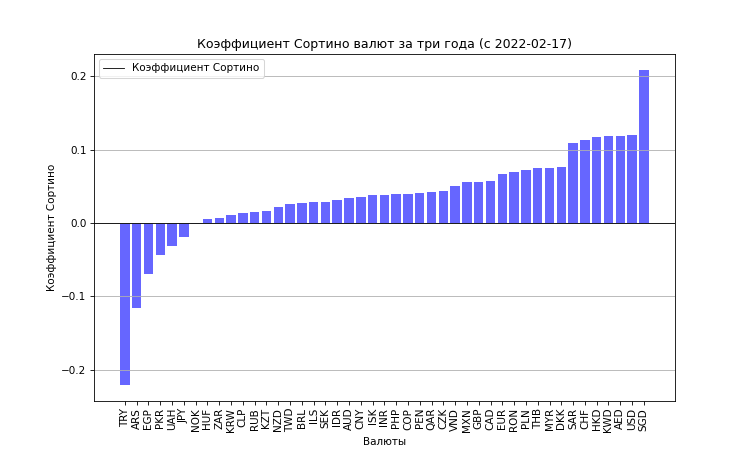 Коэффициент Сортино валют за три года (с 2022-02-17)
Коэффициент Сортино
Коэффициент Сортино
0.2
0.1
0.0
−0.1
−0.2
TRY
ARS
EGP
PKR
UAH
JPY
NOK
HUF
ZAR
KRW
CLP
RUB
KZT
NZD
TWD
BRL
ILS
SEK
IDR
AUD
CNY
ISK
INR
PHP
COP
PEN
QAR
CZK
VND
MXN
GBP
CAD
EUR
RON
PLN
THB
MYR
DKK
SAR
CHF
HKD
KWD
AED
USD
SGD
Валюты